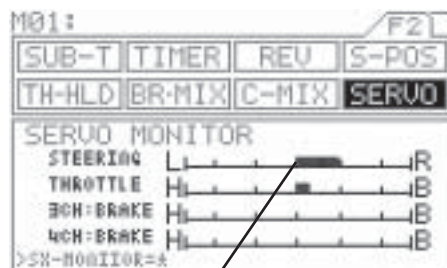 M01: F2
SUB-T TIMER REV S-POS
TH-HLD BR·MIX C-MIX SERVO
SERVO MONITOR
STEERING L R
THROTTLE H B
3CH:BRAKE H B
4CH:BRAKE H B
>SX-MONITOR=*